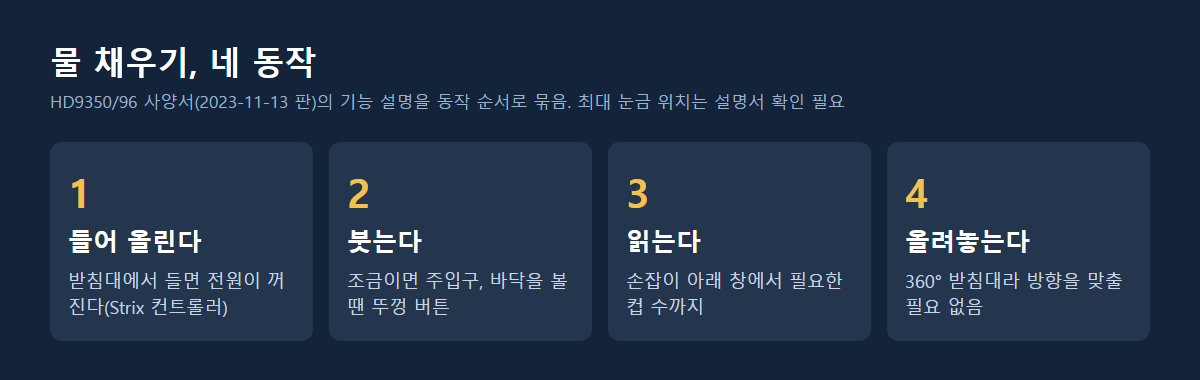 물 채우기, 네 동작
HD9350/96 사양서(2023-11-13 판)의 기능 설명을 동작 순서로 묶음. 최대 눈금 위치는 설명서 확인 필요
1
들어 올린다
받침대에서 들면 전원이 꺼
진다(Strix 컨트롤러)
2
붓는다
조금이면 주입구, 바닥을 볼
땐 뚜껑 버튼
3
읽는다
손잡이 아래 창에서 필요한
컵 수까지
4
올려놓는다
360° 받침대라 방향을 맞출
필요 없음